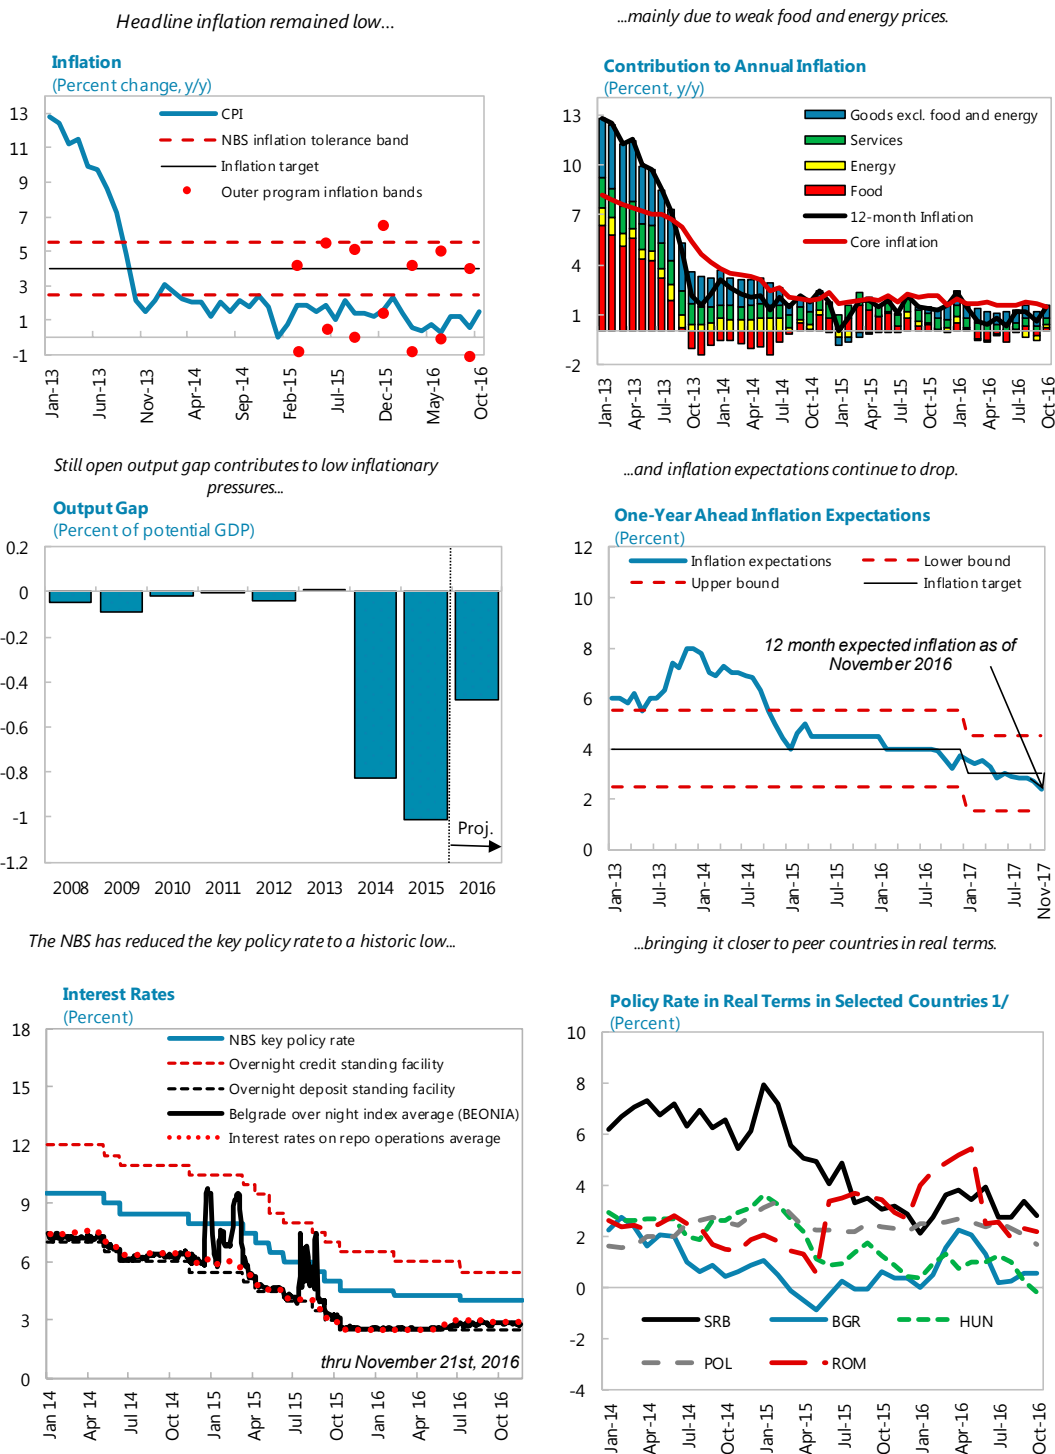 Headline inflation remained low...
Inflation
(Percent change, y/y)
CPI
NBS inflation tolerance band
Inflation target
Outer program inflation bands
13
11
9
7
5
3
1
-1
Jan-13
Jun-13
Nov-13
Apr-14
Sep-14
Feb-15
Jul-15
Dec-15
May-16
Oct-16
...mainly due to weak food and energy prices.
Contribution to Annual Inflation
(Percent, y/y)
Goods excl. food and energy
Services
Energy
Food
12-month Inflation
Core inflation
13
10
7
4
1
-2
Jan-13
Apr-13
Jul-13
Oct-13
Jan-14
Apr-14
Jul-14
Oct-14
Jan-15
Apr-15
Jul-15
Oct-15
Jan-16
Apr-16
Jul-16
Oct-16
Still open output gap contributes to low inflationary
pressures...
Output Gap
(Percent of potential GDP)
0.2
0
-0.2
-0.4
-0.6
-0.8
-1
-1.2
Proj.
2008 2009 2010 2011 2012 2013 2014 2015 2016
...and inflation expectations continue to drop.
One-Year Ahead Inflation Expectations
(Percent)
Inflation expectations
Lower bound
Upper bound
Inflation target
12 month expected inflation as of
November 2016
12
10
8
6
4
2
0
Jan-13
Jul-13
Jan-14
Jul-14
Jan-15
Jul-15
Jan-16
Jul-16
Jan-17
Jul-17
Nov-17
The NBS has reduced the key policy rate to a historic low...
Interest Rates
(Percent)
NBS key policy rate
Overnight credit standing facility
Overnight deposit standing facility
Belgrade over night index average (BEONIA)
Interest rates on repo operations average
18
15
12
9
6
3
0
thru November 21st, 2016
Jan 14
Apr 14
Jul 14
Oct 14
Jan 15
Apr 15
Jul 15
Oct 15
Jan 16
Apr 16
Jul 16
Oct 16
...bringing it closer to peer countries in real terms.
Policy Rate in Real Terms in Selected Countries 1/
(Percent)
10
8
6
4
2
0
-2
-4
SRB
BGR
HUN
POL
ROM
Jan-14
Apr-14
Jul-14
Oct-14
Jan-15
Apr-15
Jul-15
Oct-15
Jan-16
Apr-16
Jul-16
Oct-16